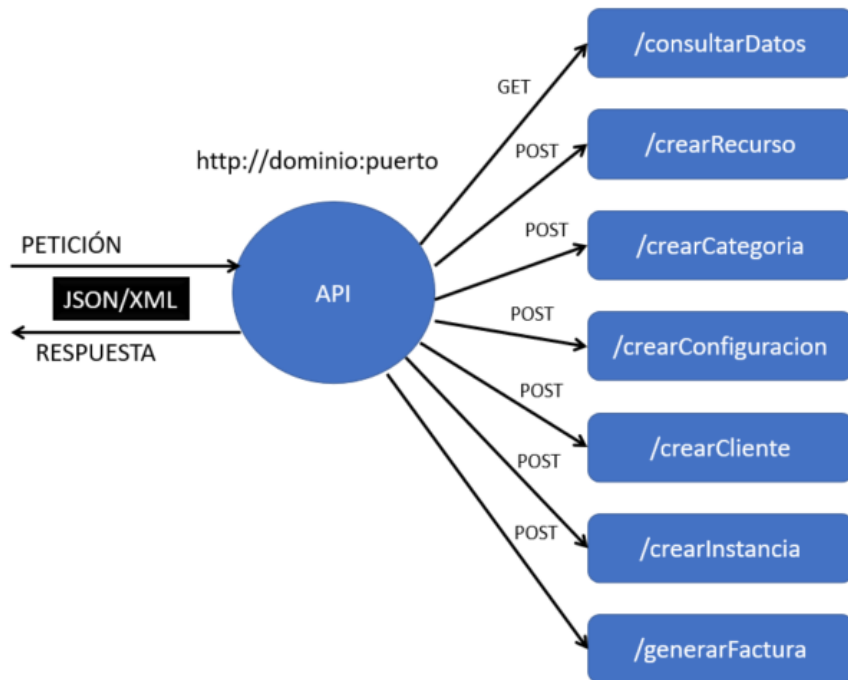 /consultarDatos
GET
/crearRecurso
POST
http://dominio:puerto
/crearCategoria
POST
PETICIÓN
JSON/XML
API
RESPUESTA
POST
/crearConfiguracion
POST
/crearCliente
POST
/crearInstancia
POST
/generarFactura